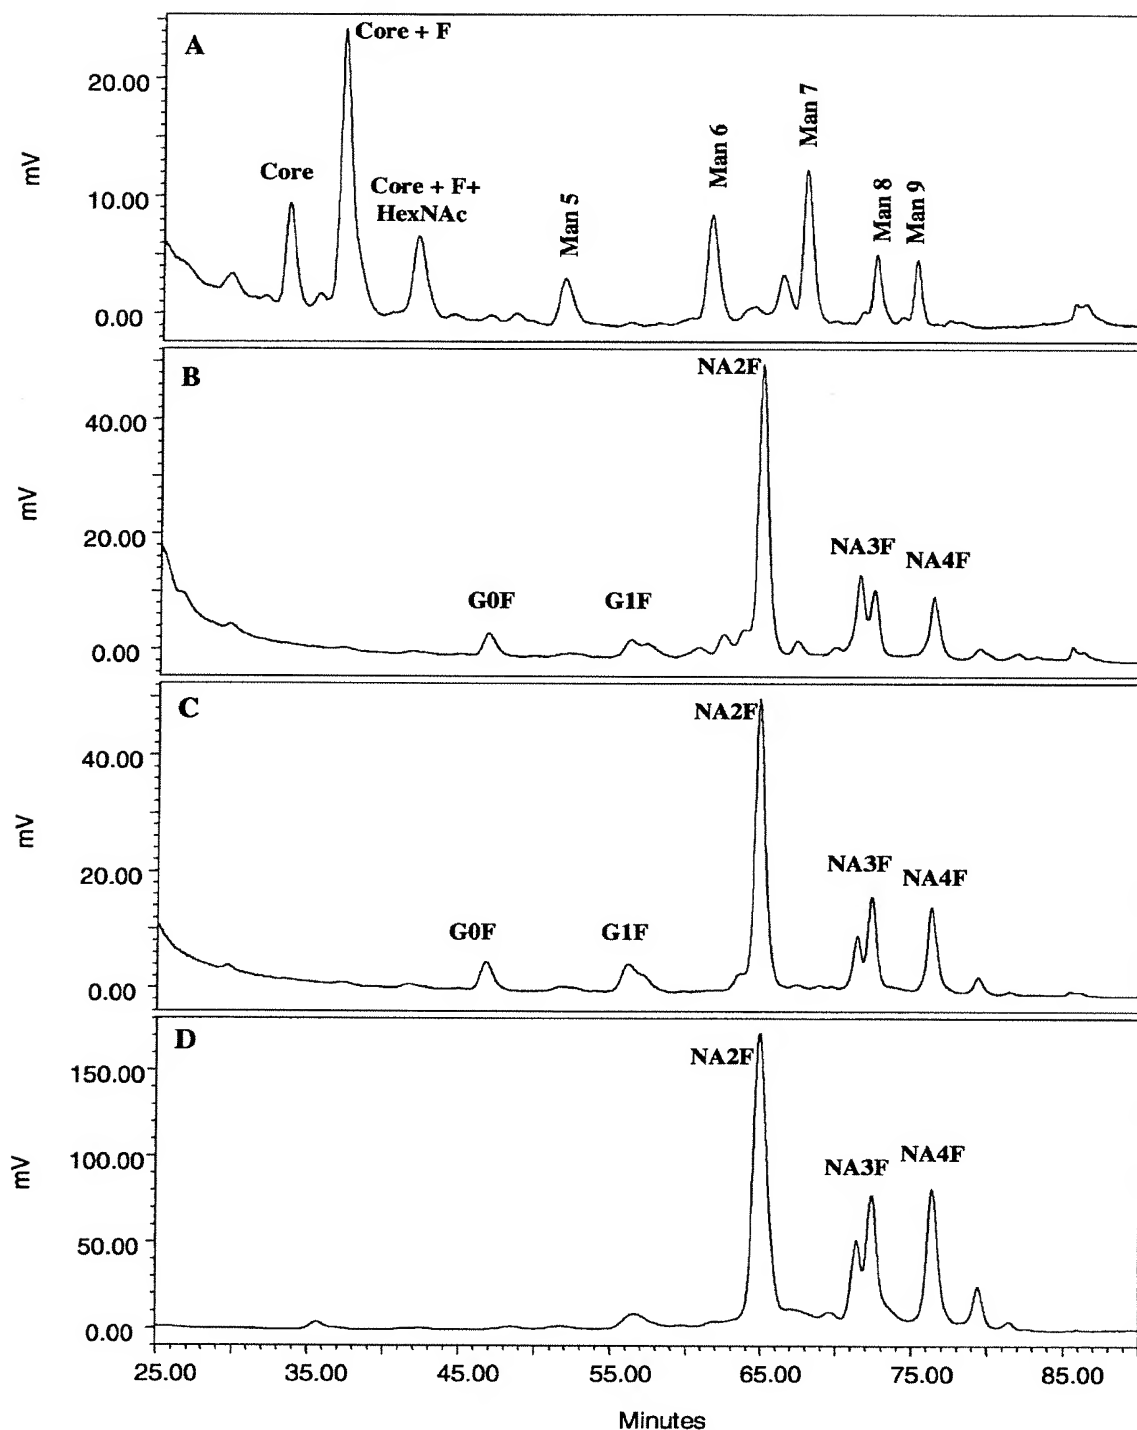 A
Core + F
20.00
Man 7
Man 6
mV
Core
Core + F+
HexNAc
Man 5
Man 8
Man 9
10.00
0.00
B
NA2F
40.00
mV
20.00
NA3F
NA4F
G0F
G1F
0.00
C
NA2F
40.00
mV
20.00
NA3F
NA4F
G0F
G1F
0.00
D
NA2F
150.00
mV
100.00
NA3F
NA4F
50.00
0.00
25.00 35.00 45.00 55.00 65.00 75.00 85.00
Minutes